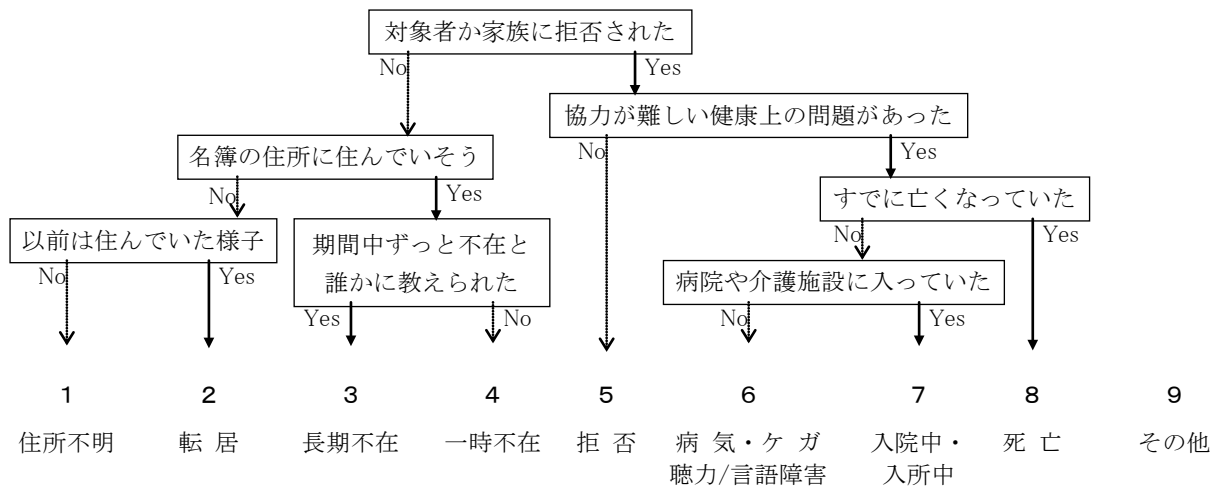 対象者か家族に拒否された
No
Yes
協力が難しい健康上の問題があった
名簿の住所に住んでいそう
No
Yes
No
Yes
すでに亡くなっていた
以前は住んでいた様子
期間中ずっと不在と
誰かに教えられた
No
Yes
No
Yes
病院や介護施設に入っていた
Yes
No
No
Yes
1
2
3
4
5
6
7
8
9
住所不明
転 居
長期不在
一時不在
拒 否
病 気・ケ ガ
聴力/言語障害
入院中・
入所中
死 亡
その他